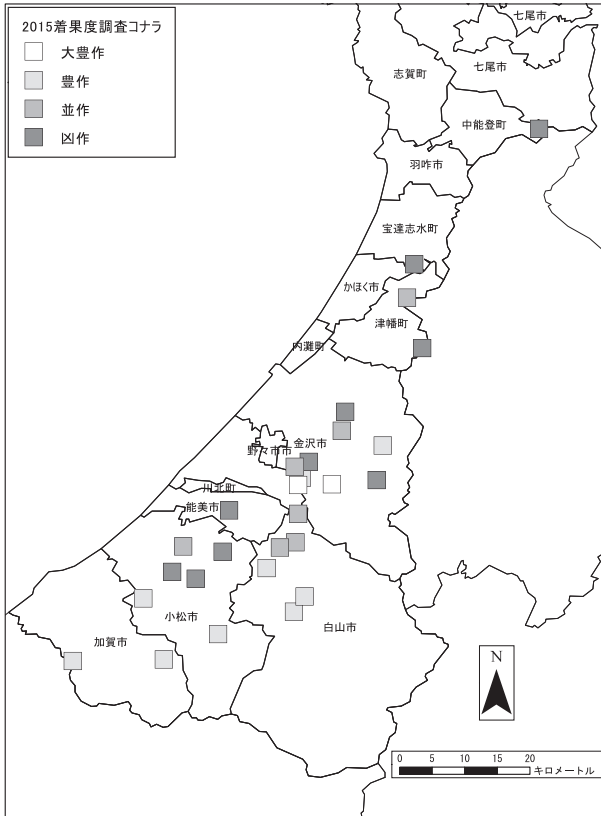 2015着果度調査コナラ
大豊作
豊作
並作
凶作
七尾市
七尾市
志賀町
中能登町
羽咋市
宝達志水町
かほく市
津幡町
内灘町
金沢市
野々市市
川北町
能美市
小松市
白山市
加賀市
N
0 5 10 15 20
キロメートル